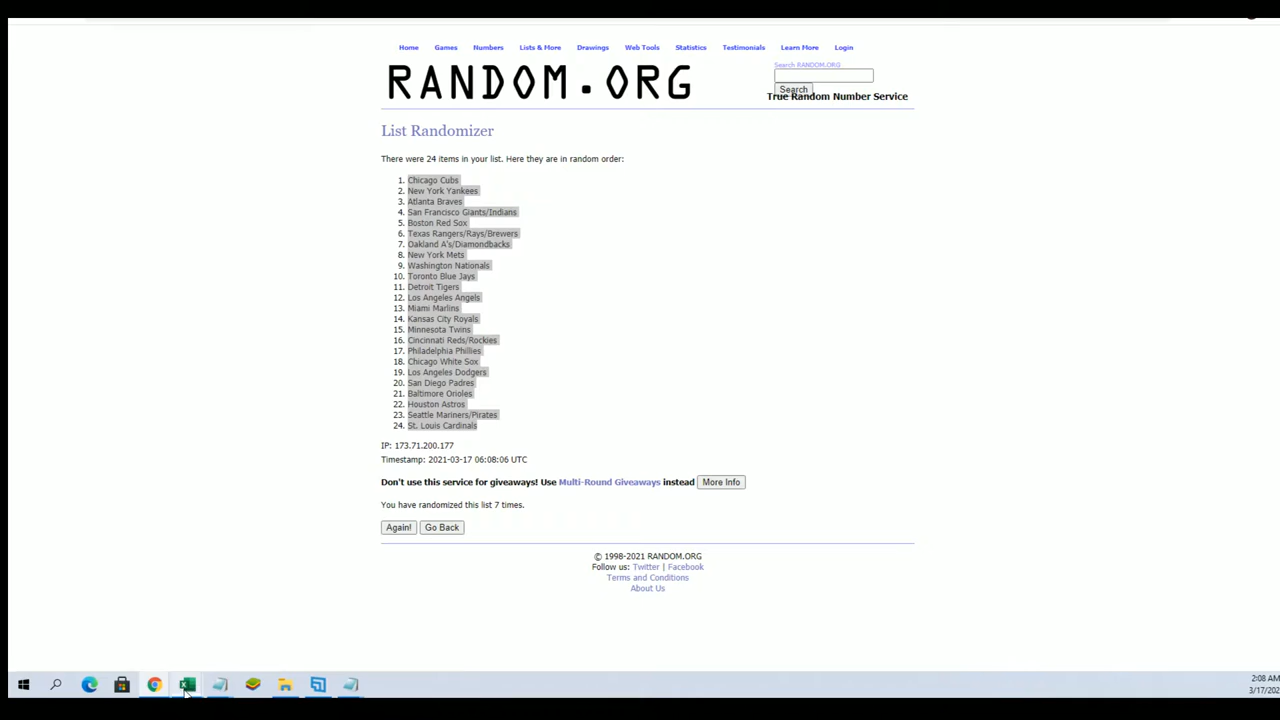 Home Games Numbers Lists & More Drawings Web Tools Statistics Testimonials Learn More Login
RANDOM.ORG
Search RANDOM.ORG
Search
True Random Number Service
List Randomizer
There were 24 items in your list. Here they are in random order:
1. Chicago Cubs
2. New York Yankees
3. Atlanta Braves
4. San Francisco Giants/Indians
5. Boston Red Sox
6. Texas Rangers/Rays/Brewers
7. Oakland A's/Diamondbacks
8. New York Mets
9. Washington Nationals
10. Toronto Blue Jays
11. Detroit Tigers
12. Los Angeles Angels
13. Miami Marlins
14. Kansas City Royals
15. Minnesota Twins
16. Cincinnati Reds/Rockies
17. Philadelphia Phillies
18. Chicago White Sox
19. Los Angeles Dodgers
20. San Diego Padres
21. Baltimore Orioles
22. Houston Astros
23. Seattle Mariners/Pirates
24. St. Louis Cardinals
IP: 173.71.200.177
Timestamp: 2021-03-17 06:08:06 UTC
Don't use this service for giveaways! Use Multi-Round Giveaways instead More Info
You have randomized this list 7 times.
Again! Go Back
© 1998-2021 RANDOM.ORG
Follow us: Twitter | Facebook
Terms and Conditions
About Us
2:08 AM
3/17/202